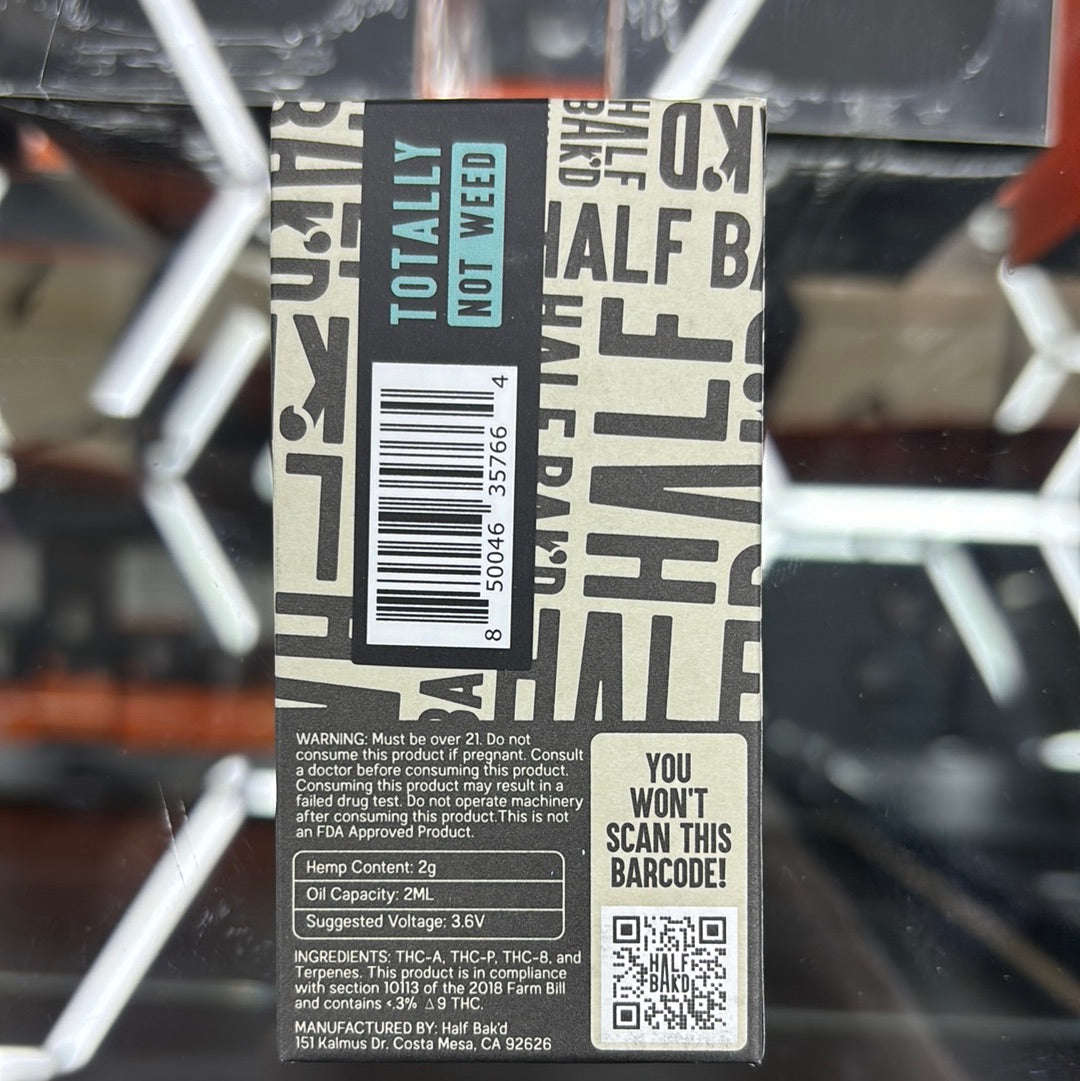 TOTALLY
NOT WEED
HALF
BAK'D
K'D
HALF BA
HALF BAK'D
HALF
BA
8 50046 35766 4
WARNING: Must be over 21. Do not
consume this product if pregnant. Consult
a doctor before consuming this product.
Consuming this product may result in a
failed drug test. Do not operate machinery
after consuming this product.This is not
an FDA Approved Product.
Hemp Content: 2g
Oil Capacity: 2ML
Suggested Voltage: 3.6V
INGREDIENTS: THC-A, THC-P, THC-8, and
Terpenes. This product is in compliance
with section 10113 of the 2018 Farm Bill
and contains <.3% Δ9 THC.
MANUFACTURED BY: Half Bak'd
151 Kalmus Dr. Costa Mesa, CA 92626
YOU
WON'T
SCAN THIS
BARCODE!
HALF
BAK'D